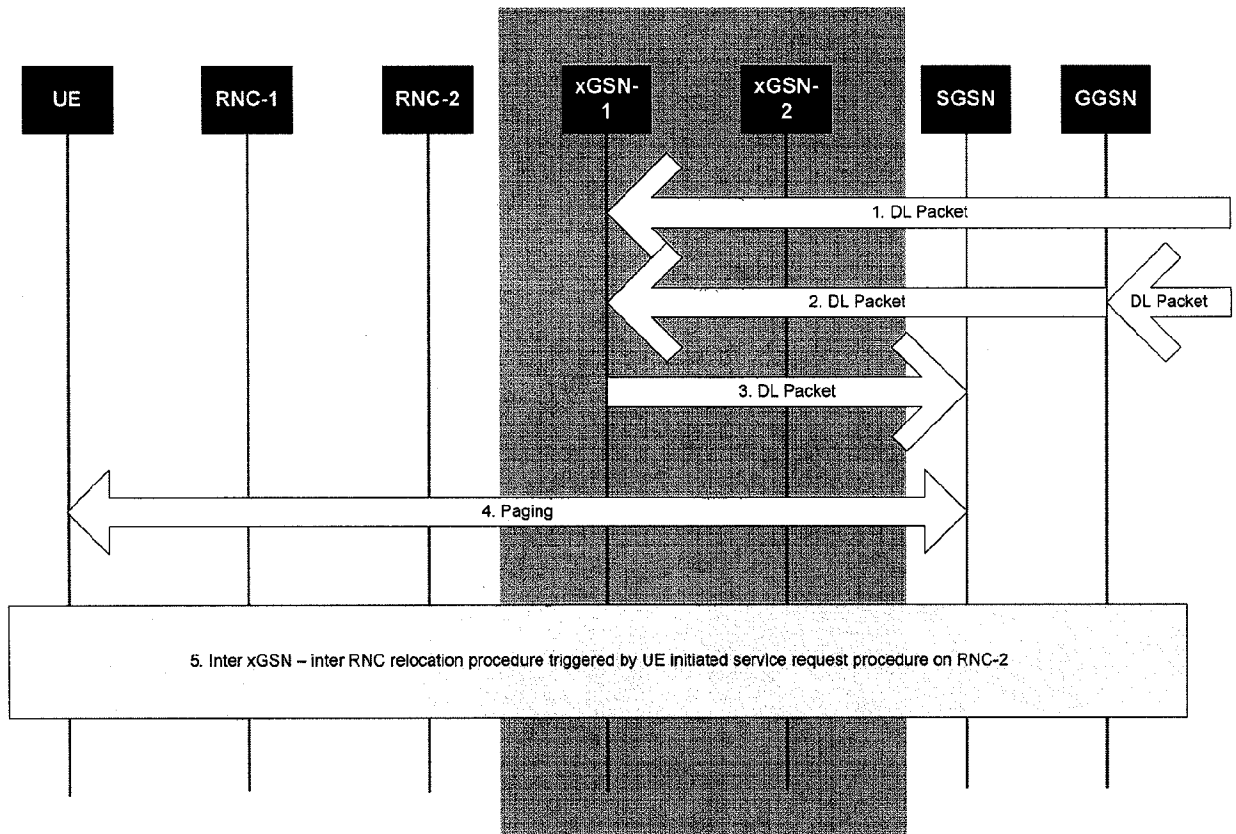 UE
RNC-1
RNC-2
xGSN-
1
xGSN-
2
SGSN
GGSN
1. DL Packet
2. DL Packet
DL Packet
3. DL Packet
4. Paging
5. Inter xGSN – inter RNC relocation procedure triggered by UE initiated service request procedure on RNC-2